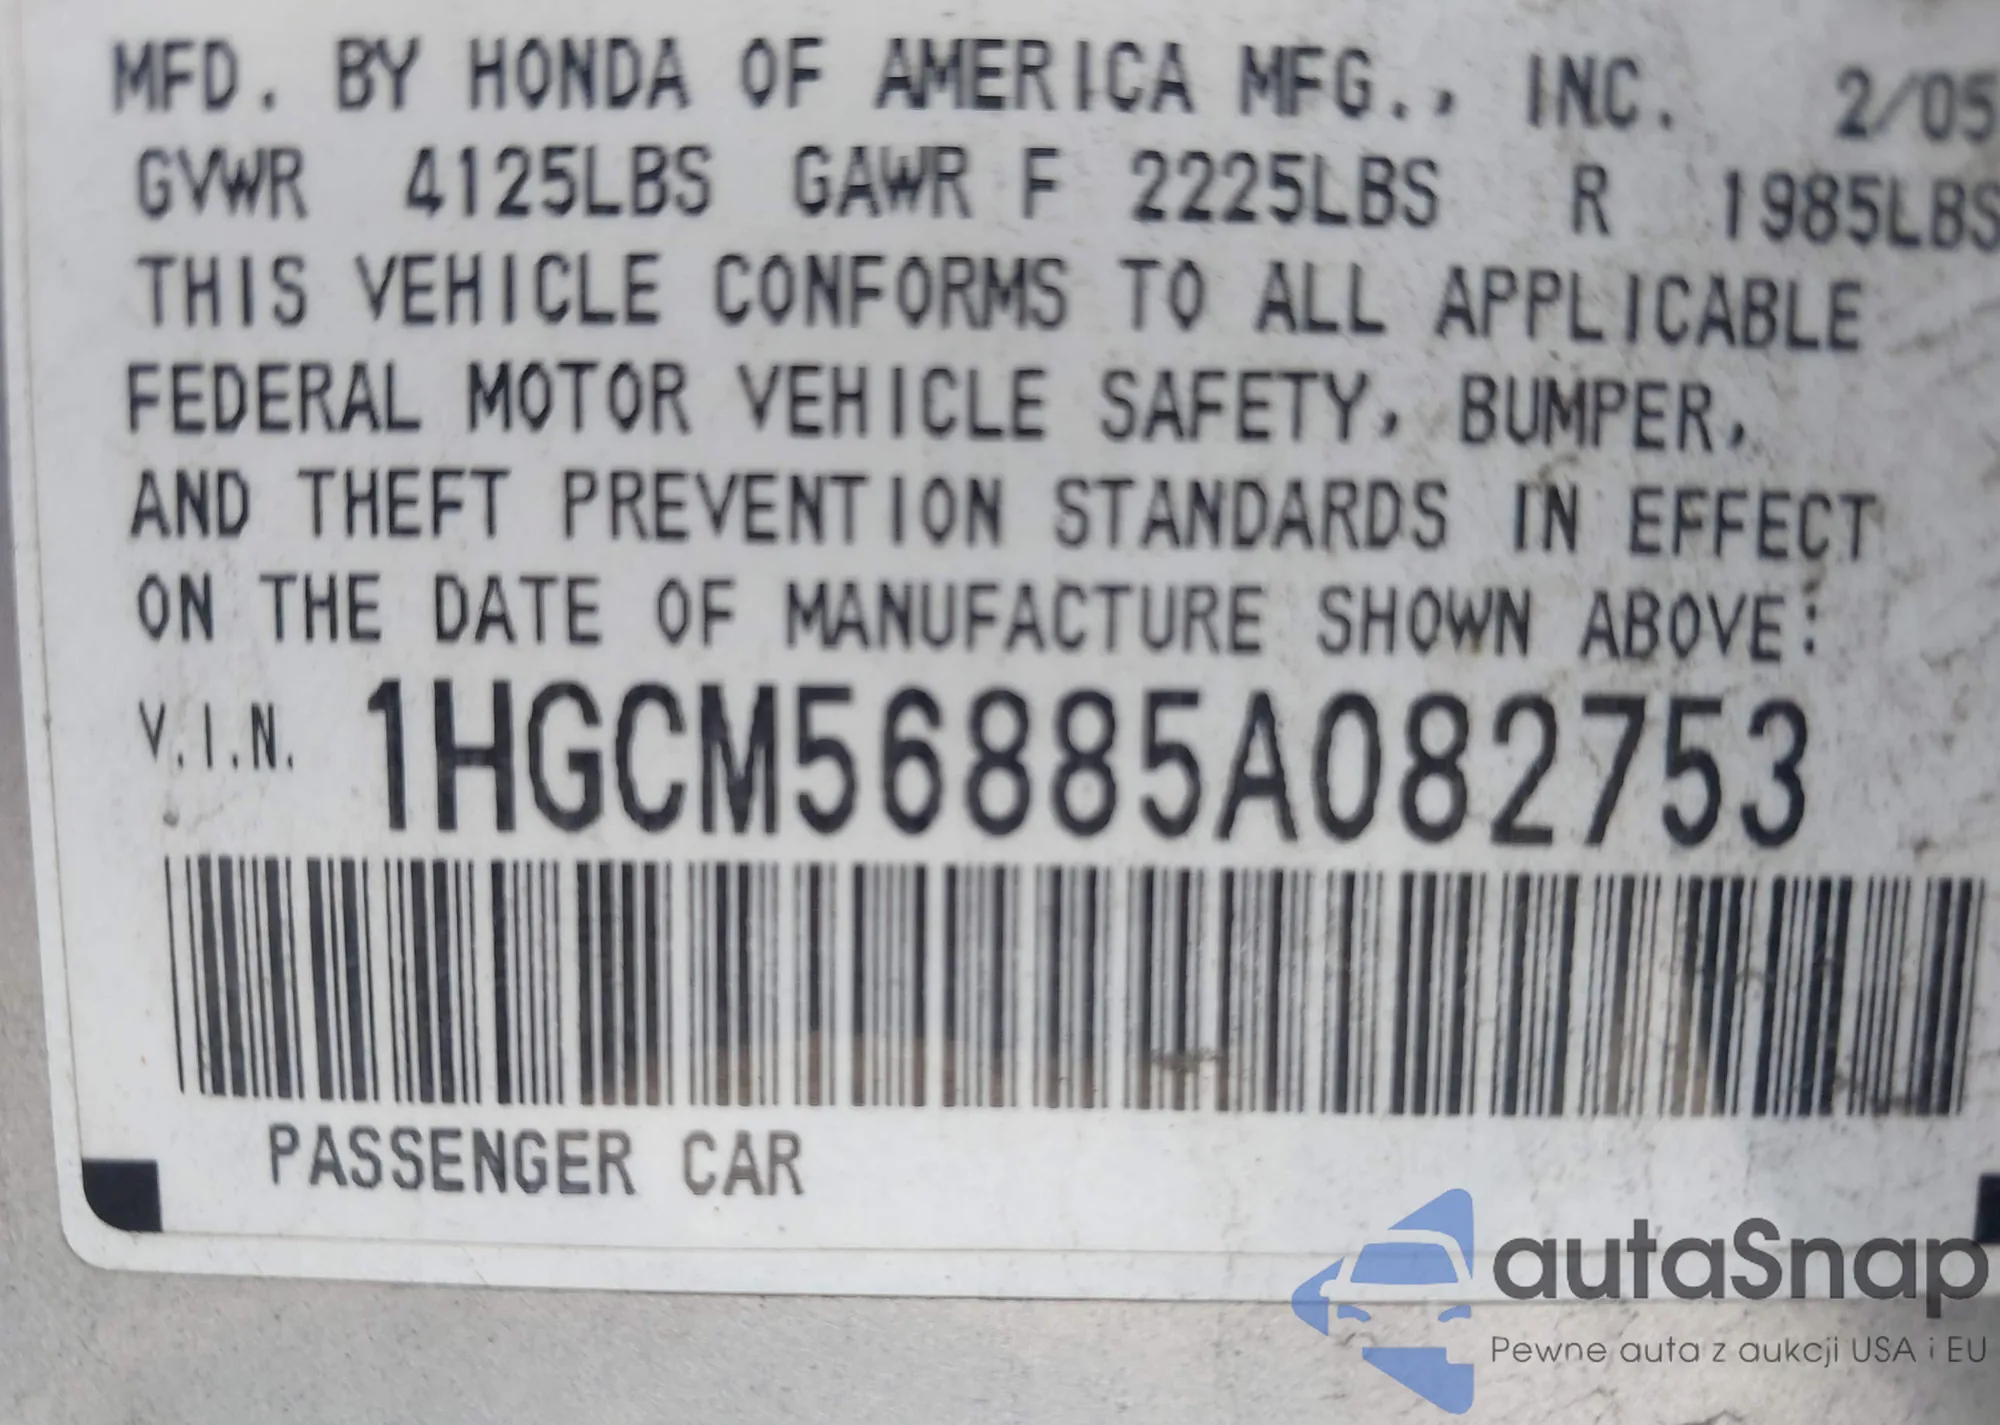 MFD. BY HONDA OF AMERICA MFG., INC. 2/05
GVWR 4125LBS GAWR F 2225LBS R 1985LBS
THIS VEHICLE CONFORMS TO ALL APPLICABLE
FEDERAL MOTOR VEHICLE SAFETY, BUMPER,
AND THEFT PREVENTION STANDARDS IN EFFECT
ON THE DATE OF MANUFACTURE SHOWN ABOVE:
V.I.N. 1HGCM56885A082753
PASSENGER CAR
autaSnap
Pewne auta z aukcji USA i EU